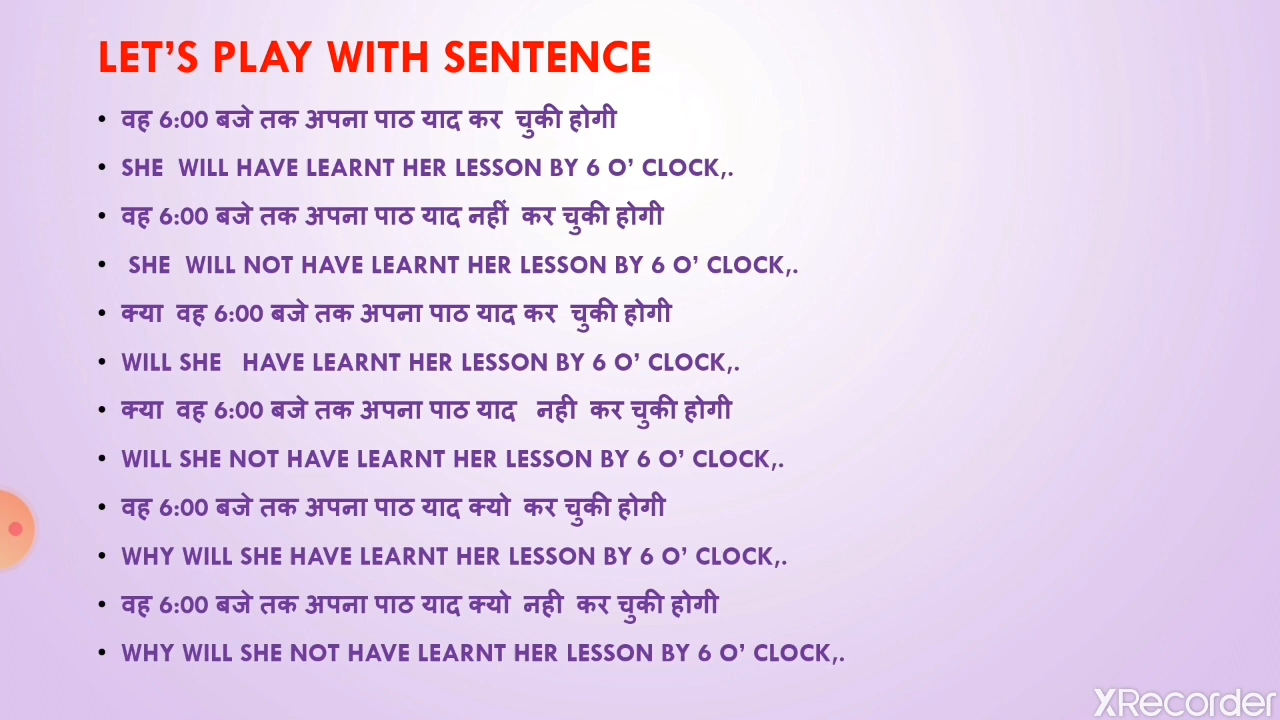 LET'S PLAY WITH SENTENCE
• वह 6:00 बजे तक अपना पाठ याद कर चुकी होगी
• SHE WILL HAVE LEARNT HER LESSON BY 6 O' CLOCK,.
• वह 6:00 बजे तक अपना पाठ याद नहीं कर चुकी होगी
• SHE WILL NOT HAVE LEARNT HER LESSON BY 6 O' CLOCK,.
• क्या वह 6:00 बजे तक अपना पाठ याद कर चुकी होगी
• WILL SHE HAVE LEARNT HER LESSON BY 6 O' CLOCK,.
• क्या वह 6:00 बजे तक अपना पाठ याद नही कर चुकी होगी
• WILL SHE NOT HAVE LEARNT HER LESSON BY 6 O' CLOCK,.
• वह 6:00 बजे तक अपना पाठ याद क्यो कर चुकी होगी
• WHY WILL SHE HAVE LEARNT HER LESSON BY 6 O' CLOCK,.
• वह 6:00 बजे तक अपना पाठ याद क्यो नही कर चुकी होगी
• WHY WILL SHE NOT HAVE LEARNT HER LESSON BY 6 O' CLOCK,.
XRecorder